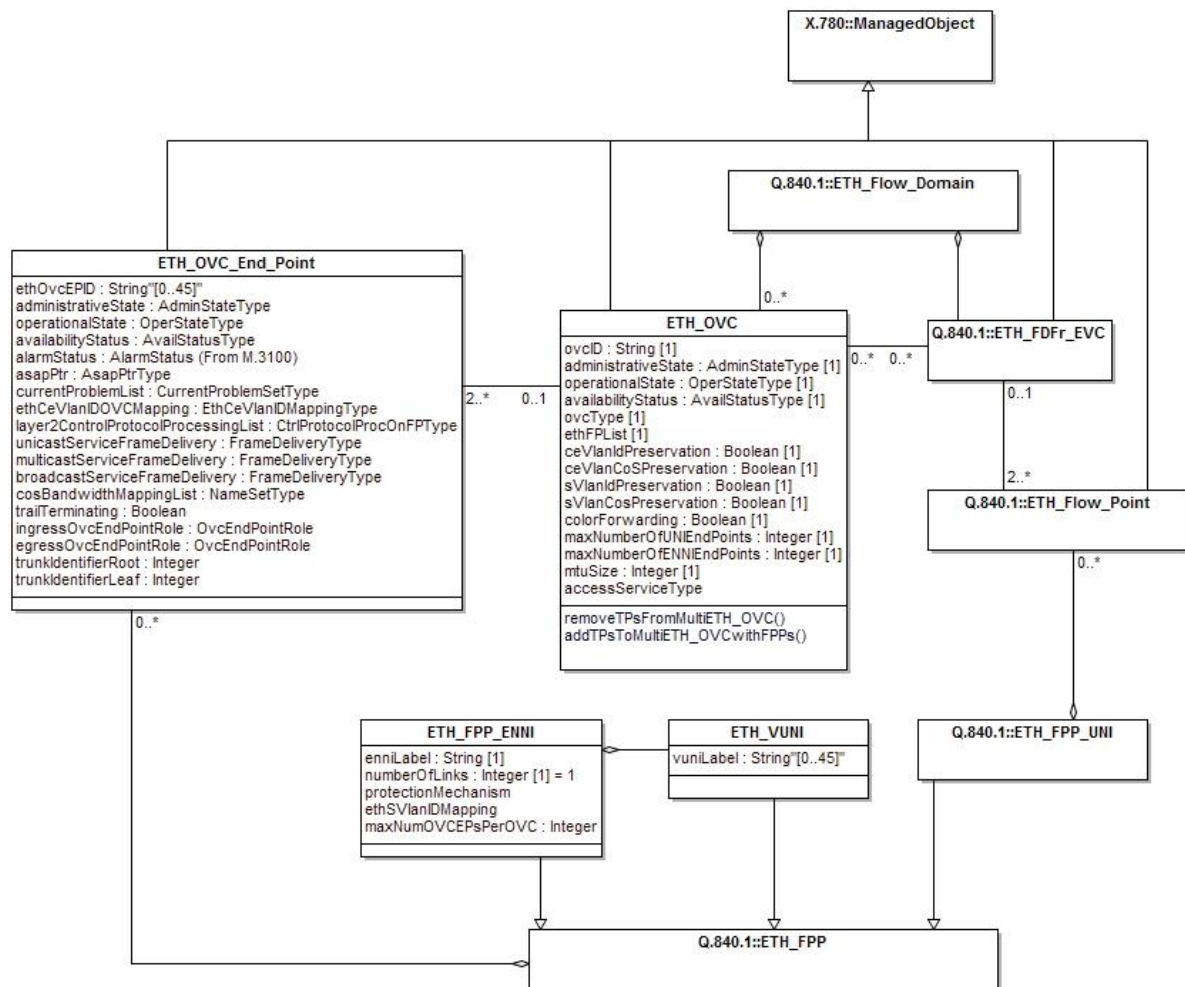 X.780::ManagedObject
Q.840.1::ETH_Flow_Domain
ETH_OVC_End_Point
ethOvcEPID : String"[0..45]"
administrativeState : AdminStateType
operationalState : OperStateType
availabilityStatus : AvailStatusType
alarmStatus : AlarmStatus (From M.3100)
asapPtr : AsapPtrType
currentProblemList : CurrentProblemSetType
ethCeVlanIDOVCMapping : EthCeVlanIDMappingType
layer2ControlProtocolProcessingList : CtrlProtocolProcOnFPType
unicastServiceFrameDelivery : FrameDeliveryType
multicastServiceFrameDelivery : FrameDeliveryType
broadcastServiceFrameDelivery : FrameDeliveryType
cosBandwidthMappingList : NameSetType
trailTerminating : Boolean
ingressOvcEndPointRole : OvcEndPointRole
egressOvcEndPointRole : OvcEndPointRole
trunkIdentifierRoot : Integer
trunkIdentifierLeaf : Integer
0..*
2..*
0..1
0..*
ETH_OVC
ovcID : String [1]
administrativeState : AdminStateType [1]
operationalState : OperStateType [1]
availabilityStatus : AvailStatusType [1]
ovcType [1]
ethFPList [1]
ceVlanIdPreservation : Boolean [1]
ceVlanCoSPreservation : Boolean [1]
sVlanIdPreservation : Boolean [1]
sVlanCosPreservation : Boolean [1]
colorForwarding : Boolean [1]
maxNumberOfUNIEndPoints : Integer [1]
maxNumberOfENNIEndPoints : Integer [1]
mtuSize : Integer [1]
accessServiceType
removeTPsFromMultiETH_OVC()
addTPsToMultiETH_OVCwithFPPs()
0..*
0..*
0..*
Q.840.1::ETH_FDFr_EVC
0..1
2..*
Q.840.1::ETH_Flow_Point
0..*
ETH_FPP_ENNI
enniLabel : String [1]
numberOfLinks : Integer [1] = 1
protectionMechanism
ethSVlanIDMapping
maxNumOVCEPsPerOVC : Integer
ETH_VUNI
vuniLabel : String"[0..45]"
Q.840.1::ETH_FPP_UNI
Q.840.1::ETH_FPP